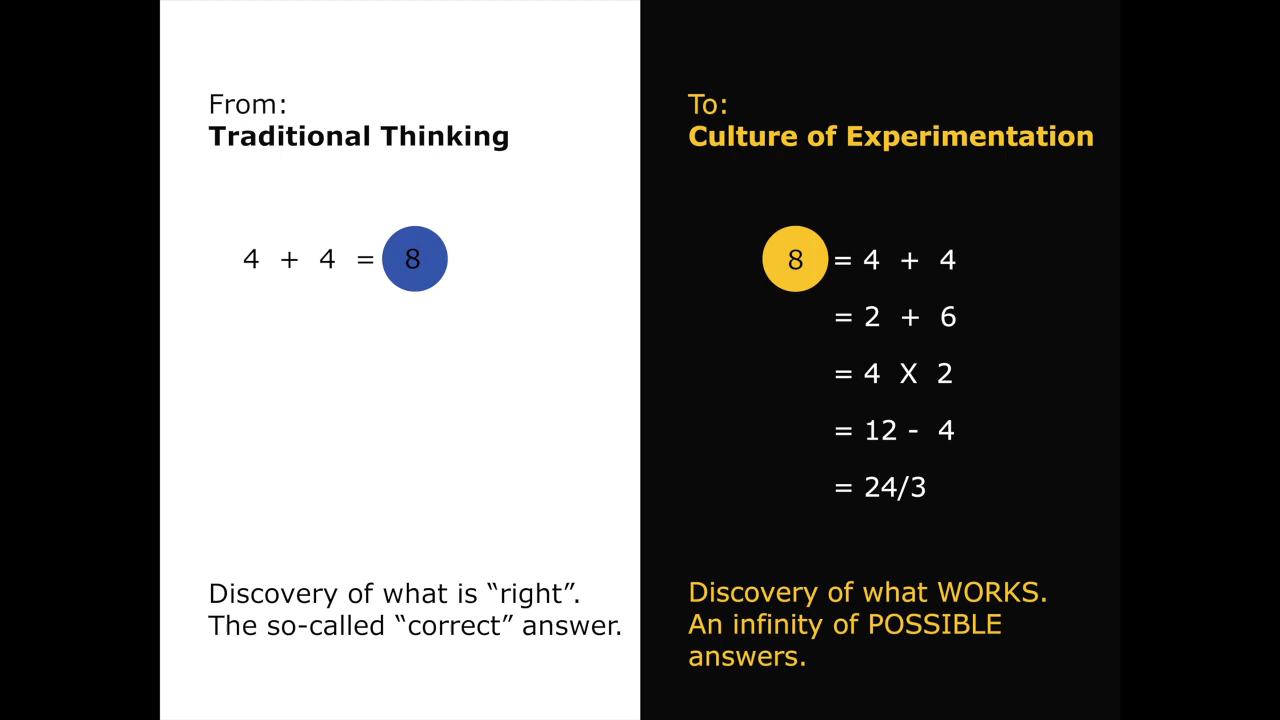 From:
Traditional Thinking
4 + 4 = 8
Discovery of what is “right”.
The so-called “correct” answer.
To:
Culture of Experimentation
8 = 4 + 4
= 2 + 6
= 4 X 2
= 12 - 4
= 24/3
Discovery of what WORKS.
An infinity of POSSIBLE
answers.